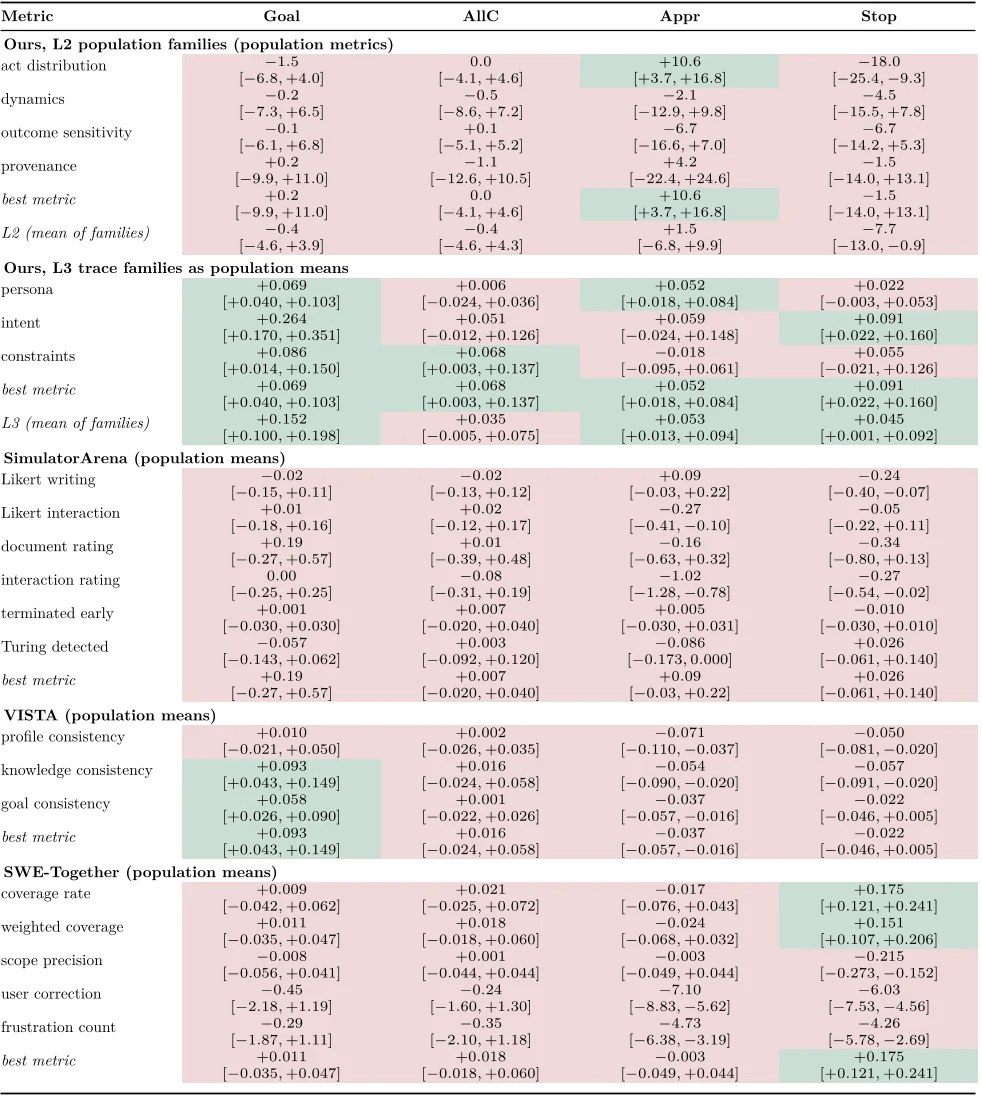 Metric Goal AllC Appr Stop
Ours, L2 population families (population metrics)
act distribution −1.5 0.0 +10.6 −18.0
[−6.8, +4.0] [−4.1, +4.6] [+3.7, +16.8] [−25.4, −9.3]
dynamics −0.2 −0.5 −2.1 −4.5
[−7.3, +6.5] [−8.6, +7.2] [−12.9, +9.8] [−15.5, +7.8]
outcome sensitivity −0.1 +0.1 −6.7 −6.7
[−6.1, +6.8] [−5.1, +5.2] [−16.6, +7.0] [−14.2, +5.3]
provenance +0.2 −1.1 +4.2 −1.5
[−9.9, +11.0] [−12.6, +10.5] [−22.4, +24.6] [−14.0, +13.1]
best metric +0.2 0.0 +10.6 −1.5
[−9.9, +11.0] [−4.1, +4.6] [+3.7, +16.8] [−14.0, +13.1]
L2 (mean of families) −0.4 −0.4 +1.5 −7.7
[−4.6, +3.9] [−4.6, +4.3] [−6.8, +9.9] [−13.0, −0.9]
Ours, L3 trace families as population means
persona +0.069 +0.006 +0.052 +0.022
[+0.040, +0.103] [−0.024, +0.036] [+0.018, +0.084] [−0.003, +0.053]
intent +0.264 +0.051 +0.059 +0.091
[+0.170, +0.351] [−0.012, +0.126] [−0.024, +0.148] [+0.022, +0.160]
constraints +0.086 +0.068 −0.018 +0.055
[+0.014, +0.150] [+0.003, +0.137] [−0.095, +0.061] [−0.021, +0.126]
best metric +0.069 +0.068 +0.052 +0.091
[+0.040, +0.103] [+0.003, +0.137] [+0.018, +0.084] [+0.022, +0.160]
L3 (mean of families) +0.152 +0.035 +0.053 +0.045
[+0.100, +0.198] [−0.005, +0.075] [+0.013, +0.094] [+0.001, +0.092]
SimulatorArena (population means)
Likert writing −0.02 −0.02 +0.09 −0.24
[−0.15, +0.11] [−0.13, +0.12] [−0.03, +0.22] [−0.40, −0.07]
Likert interaction +0.01 +0.02 −0.27 −0.05
[−0.18, +0.16] [−0.12, +0.17] [−0.41, −0.10] [−0.22, +0.11]
document rating +0.19 +0.01 −0.16 −0.34
[−0.27, +0.57] [−0.39, +0.48] [−0.63, +0.32] [−0.80, +0.13]
interaction rating 0.00 −0.08 −1.02 −0.27
[−0.25, +0.25] [−0.31, +0.19] [−1.28, −0.78] [−0.54, −0.02]
terminated early +0.001 +0.007 +0.005 −0.010
[−0.030, +0.030] [−0.020, +0.040] [−0.030, +0.031] [−0.030, +0.010]
Turing detected −0.057 +0.003 −0.086 +0.026
[−0.143, +0.062] [−0.092, +0.120] [−0.173, 0.000] [−0.061, +0.140]
best metric +0.19 +0.007 +0.09 +0.026
[−0.27, +0.57] [−0.020, +0.040] [−0.03, +0.22] [−0.061, +0.140]
VISTA (population means)
profile consistency +0.010 +0.002 −0.071 −0.050
[−0.021, +0.050] [−0.026, +0.035] [−0.110, −0.037] [−0.081, −0.020]
knowledge consistency +0.093 +0.016 −0.054 −0.057
[+0.043, +0.149] [−0.024, +0.058] [−0.090, −0.020] [−0.091, −0.020]
goal consistency +0.058 +0.001 −0.037 −0.022
[+0.026, +0.090] [−0.022, +0.026] [−0.057, −0.016] [−0.046, +0.005]
best metric +0.093 +0.016 −0.037 −0.022
[+0.043, +0.149] [−0.024, +0.058] [−0.057, −0.016] [−0.046, +0.005]
SWE-Together (population means)
coverage rate +0.009 +0.021 −0.017 +0.175
[−0.042, +0.062] [−0.025, +0.072] [−0.076, +0.043] [+0.121, +0.241]
weighted coverage +0.011 +0.018 −0.024 +0.151
[−0.035, +0.047] [−0.018, +0.060] [−0.068, +0.032] [+0.107, +0.206]
scope precision −0.008 +0.001 −0.003 −0.215
[−0.056, +0.041] [−0.044, +0.044] [−0.049, +0.044] [−0.273, −0.152]
user correction −0.45 −0.24 −7.10 −6.03
[−2.18, +1.19] [−1.60, +1.30] [−8.83, −5.62] [−7.53, −4.56]
frustration count −0.29 −0.35 −4.73 −4.26
[−1.87, +1.11] [−2.10, +1.18] [−6.38, −3.19] [−5.78, −2.69]
best metric +0.011 +0.018 −0.003 +0.175
[−0.035, +0.047] [−0.018, +0.060] [−0.049, +0.044] [+0.121, +0.241]